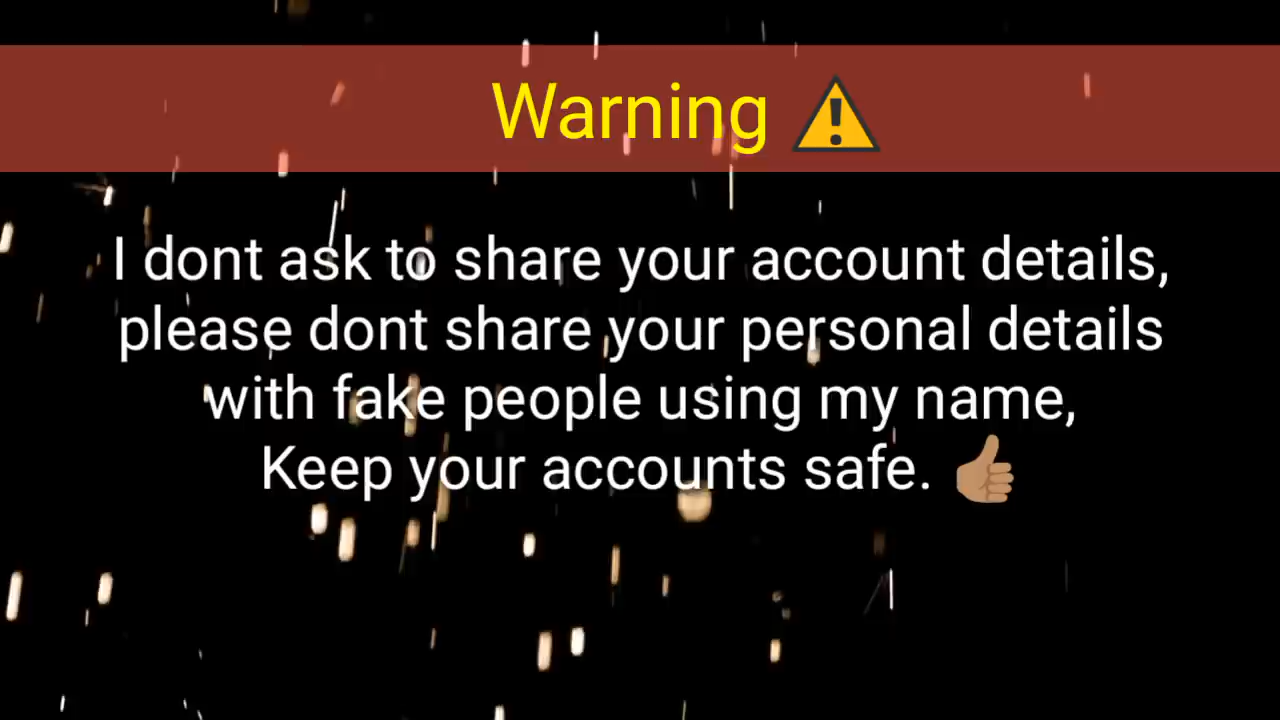 Warning ⚠️
I dont ask to share your account details,
please dont share your personal details
with fake people using my name,
Keep your accounts safe. 👍🏽